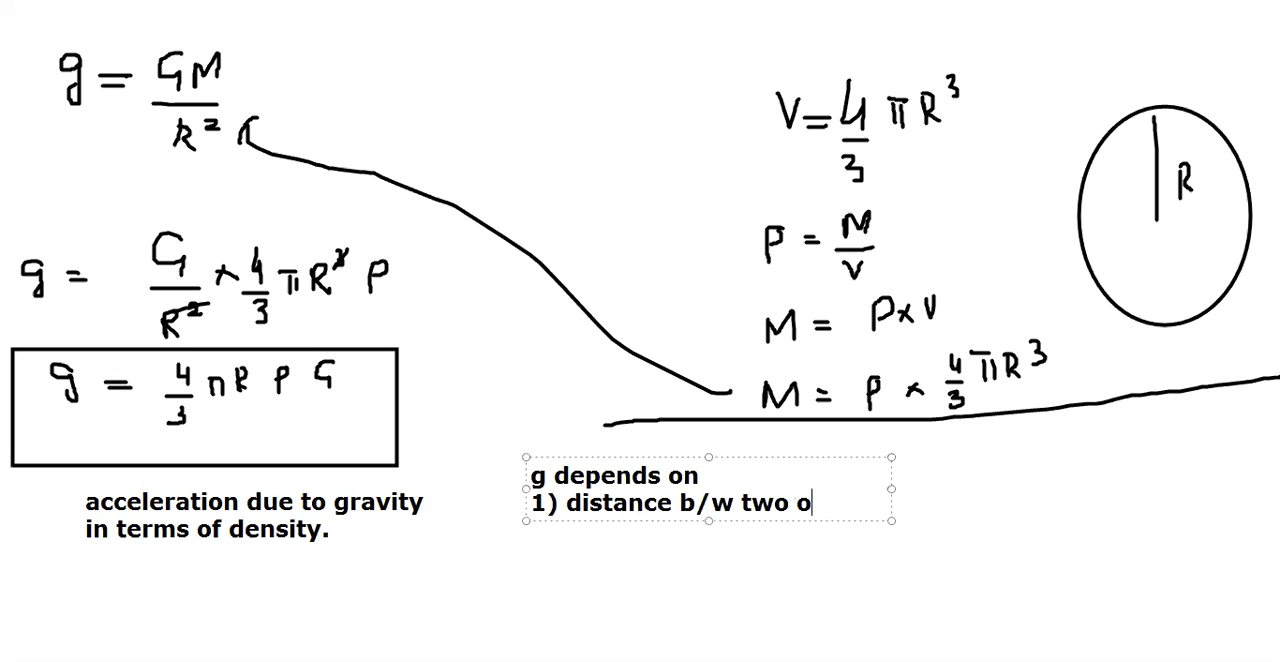 g = GM / R²
g = G / R² × 4/3 πR³ ρ
g = 4/3 π R ρ G
acceleration due to gravity
in terms of density.
V = 4/3 πR³
ρ = M / V
M = ρ × V
M = ρ × 4/3 πR³
R
g depends on
1) distance b/w two o